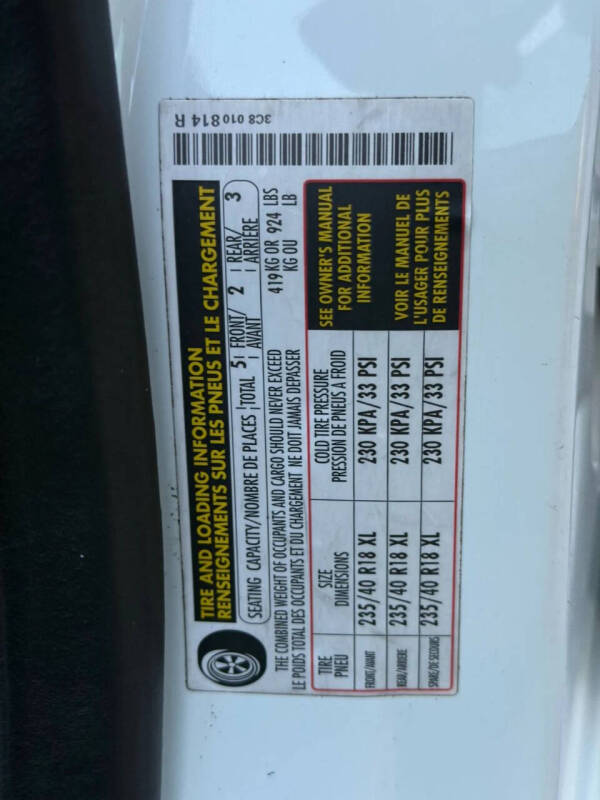 3C8 010 814 R
TIRE AND LOADING INFORMATION
RENSEIGNEMENTS SUR LES PNEUS ET LE CHARGEMENT
SEATING CAPACITY/NOMBRE DE PLACES TOTAL 5 FRONT/AVANT 2 REAR/ARRIÈRE 3
THE COMBINED WEIGHT OF OCCUPANTS AND CARGO SHOULD NEVER EXCEED 419 KG OR 924 LBS
LE POIDS TOTAL DES OCCUPANTS ET DU CHARGEMENT NE DOIT JAMAIS DEPASSER KG OU LB
TIRE
PNEU
SIZE
DIMENSIONS
COLD TIRE PRESSURE
PRESSION DE PNEUS A FROID
FRONT/AVANT 235/40 R18 XL 230 KPA/33 PSI
REAR/ARRIERE 235/40 R18 XL 230 KPA/33 PSI
SPARE/DE SECOURS 235/40 R18 XL 230 KPA/33 PSI
SEE OWNER'S MANUAL
FOR ADDITIONAL
INFORMATION
VOIR LE MANUEL DE
L'USAGER POUR PLUS
DE RENSEIGNEMENTS